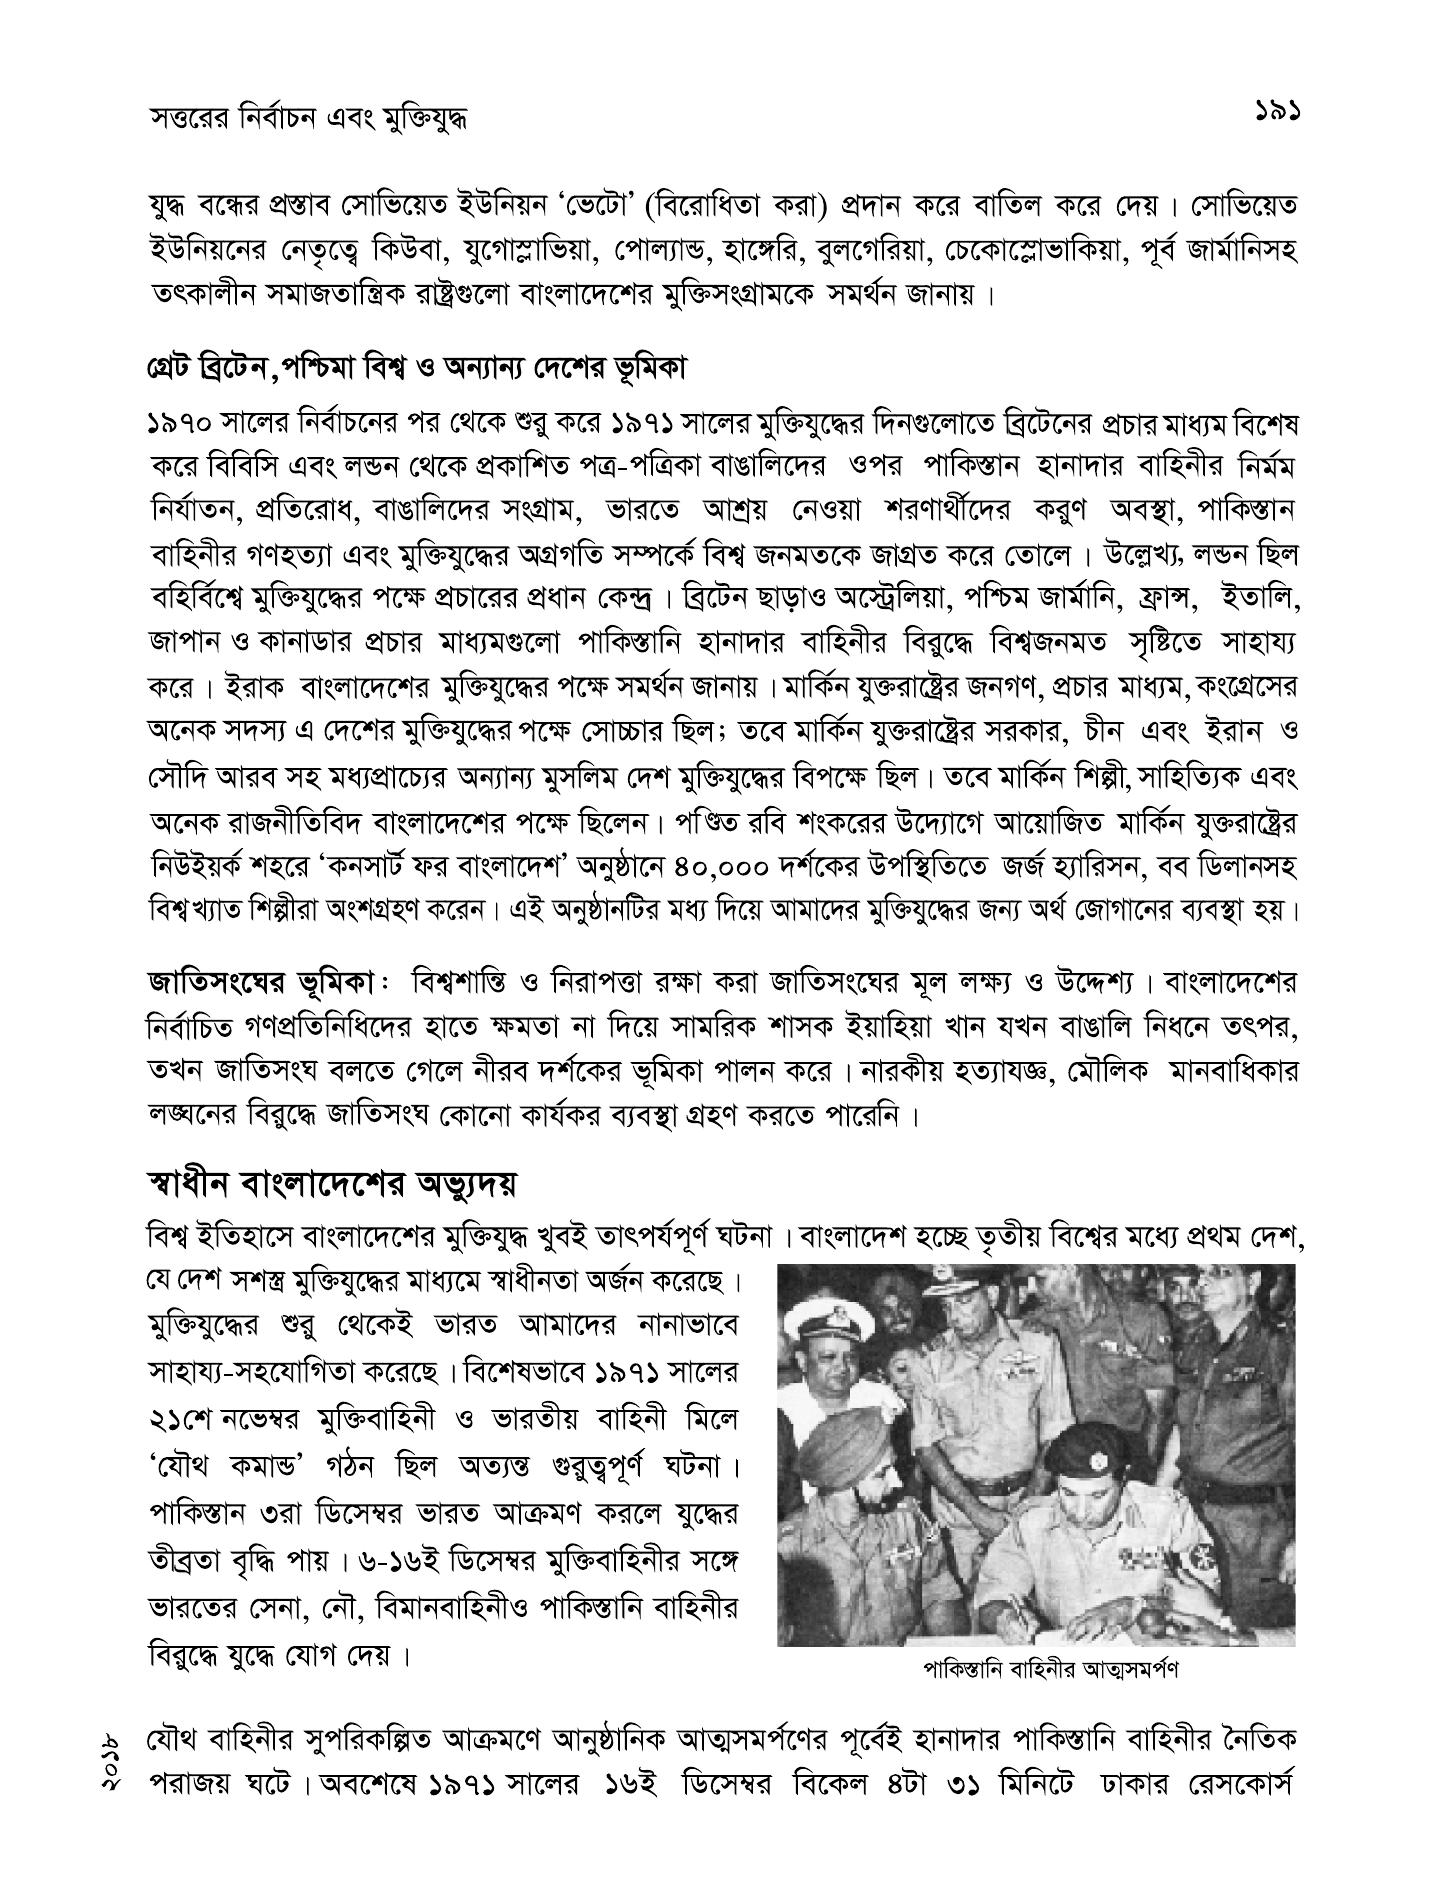 সত্তরের নির্বাচন এবং মুক্তিযুদ্ধ
১৯১
যুদ্ধ বন্ধের প্রস্তাব সোভিয়েত ইউনিয়ন ‘ভেটো’ (বিরোধিতা করা) প্রদান করে বাতিল করে দেয়। সোভিয়েত
ইউনিয়নের নেতৃত্বে কিউবা, যুগোস্লাভিয়া, পোল্যান্ড, হাঙ্গেরি, বুলগেরিয়া, চেকোস্লোভাকিয়া, পূর্ব জার্মানিসহ
তৎকালীন সমাজতান্ত্রিক রাষ্ট্রগুলো বাংলাদেশের মুক্তিসংগ্রামকে সমর্থন জানায়।
গ্রেট ব্রিটেন,পশ্চিমা বিশ্ব ও অন্যান্য দেশের ভূমিকা
১৯৭০ সালের নির্বাচনের পর থেকে শুরু করে ১৯৭১ সালের মুক্তিযুদ্ধের দিনগুলোতে ব্রিটেনের প্রচার মাধ্যম বিশেষ
করে বিবিসি এবং লন্ডন থেকে প্রকাশিত পত্র-পত্রিকা বাঙালিদের ওপর পাকিস্তান হানাদার বাহিনীর নির্মম
নির্যাতন, প্রতিরোধ, বাঙালিদের সংগ্রাম, ভারতে আশ্রয় নেওয়া শরণার্থীদের করুণ অবস্থা, পাকিস্তান
বাহিনীর গণহত্যা এবং মুক্তিযুদ্ধের অগ্রগতি সম্পর্কে বিশ্ব জনমতকে জাগ্রত করে তোলে। উল্লেখ্য, লন্ডন ছিল
বহির্বিশ্বে মুক্তিযুদ্ধের পক্ষে প্রচারের প্রধান কেন্দ্র। ব্রিটেন ছাড়াও অস্ট্রেলিয়া, পশ্চিম জার্মানি, ফ্রান্স, ইতালি,
জাপান ও কানাডার প্রচার মাধ্যমগুলো পাকিস্তানি হানাদার বাহিনীর বিরুদ্ধে বিশ্বজনমত সৃষ্টিতে সাহায্য
করে। ইরাক বাংলাদেশের মুক্তিযুদ্ধের পক্ষে সমর্থন জানায়। মার্কিন যুক্তরাষ্ট্রের জনগণ, প্রচার মাধ্যম, কংগ্রেসের
অনেক সদস্য এ দেশের মুক্তিযুদ্ধের পক্ষে সোচ্চার ছিল; তবে মার্কিন যুক্তরাষ্ট্রের সরকার, চীন এবং ইরান ও
সৌদি আরব সহ মধ্যপ্রাচ্যের অন্যান্য মুসলিম দেশ মুক্তিযুদ্ধের বিপক্ষে ছিল। তবে মার্কিন শিল্পী, সাহিত্যিক এবং
অনেক রাজনীতিবিদ বাংলাদেশের পক্ষে ছিলেন। পণ্ডিত রবি শংকরের উদ্যোগে আয়োজিত মার্কিন যুক্তরাষ্ট্রের
নিউইয়র্ক শহরে ‘কনসার্ট ফর বাংলাদেশ’ অনুষ্ঠানে ৪০,০০০ দর্শকের উপস্থিতিতে জর্জ হ্যারিসন, বব ডিলানসহ
বিশ্বখ্যাত শিল্পীরা অংশগ্রহণ করেন। এই অনুষ্ঠানটির মধ্য দিয়ে আমাদের মুক্তিযুদ্ধের জন্য অর্থ জোগানের ব্যবস্থা হয়।
জাতিসংঘের ভূমিকা: বিশ্বশান্তি ও নিরাপত্তা রক্ষা করা জাতিসংঘের মূল লক্ষ্য ও উদ্দেশ্য। বাংলাদেশের
নির্বাচিত গণপ্রতিনিধিদের হাতে ক্ষমতা না দিয়ে সামরিক শাসক ইয়াহিয়া খান যখন বাঙালি নিধনে তৎপর,
তখন জাতিসংঘ বলতে গেলে নীরব দর্শকের ভূমিকা পালন করে। নারকীয় হত্যাযজ্ঞ, মৌলিক মানবাধিকার
লঙ্ঘনের বিরুদ্ধে জাতিসংঘ কোনো কার্যকর ব্যবস্থা গ্রহণ করতে পারেনি।
স্বাধীন বাংলাদেশের অভ্যুদয়
বিশ্ব ইতিহাসে বাংলাদেশের মুক্তিযুদ্ধ খুবই তাৎপর্যপূর্ণ ঘটনা। বাংলাদেশ হচ্ছে তৃতীয় বিশ্বের মধ্যে প্রথম দেশ,
যে দেশ সশস্ত্র মুক্তিযুদ্ধের মাধ্যমে স্বাধীনতা অর্জন করেছে।
মুক্তিযুদ্ধের শুরু থেকেই ভারত আমাদের নানাভাবে
সাহায্য-সহযোগিতা করেছে। বিশেষভাবে ১৯৭১ সালের
২১শে নভেম্বর মুক্তিবাহিনী ও ভারতীয় বাহিনী মিলে
‘যৌথ কমান্ড’ গঠন ছিল অত্যন্ত গুরুত্বপূর্ণ ঘটনা।
পাকিস্তান ৩রা ডিসেম্বর ভারত আক্রমণ করলে যুদ্ধের
তীব্রতা বৃদ্ধি পায়। ৬-১৬ই ডিসেম্বর মুক্তিবাহিনীর সঙ্গে
ভারতের সেনা, নৌ, বিমানবাহিনীও পাকিস্তানি বাহিনীর
বিরুদ্ধে যুদ্ধে যোগ দেয়।
পাকিস্তানি বাহিনীর আত্মসমর্পণ
যৌথ বাহিনীর সুপরিকল্পিত আক্রমণে আনুষ্ঠানিক আত্মসমর্পণের পূর্বেই হানাদার পাকিস্তানি বাহিনীর নৈতিক
পরাজয় ঘটে। অবশেষে ১৯৭১ সালের ১৬ই ডিসেম্বর বিকেল ৪টা ৩১ মিনিটে ঢাকার রেসকোর্স
২০১৮